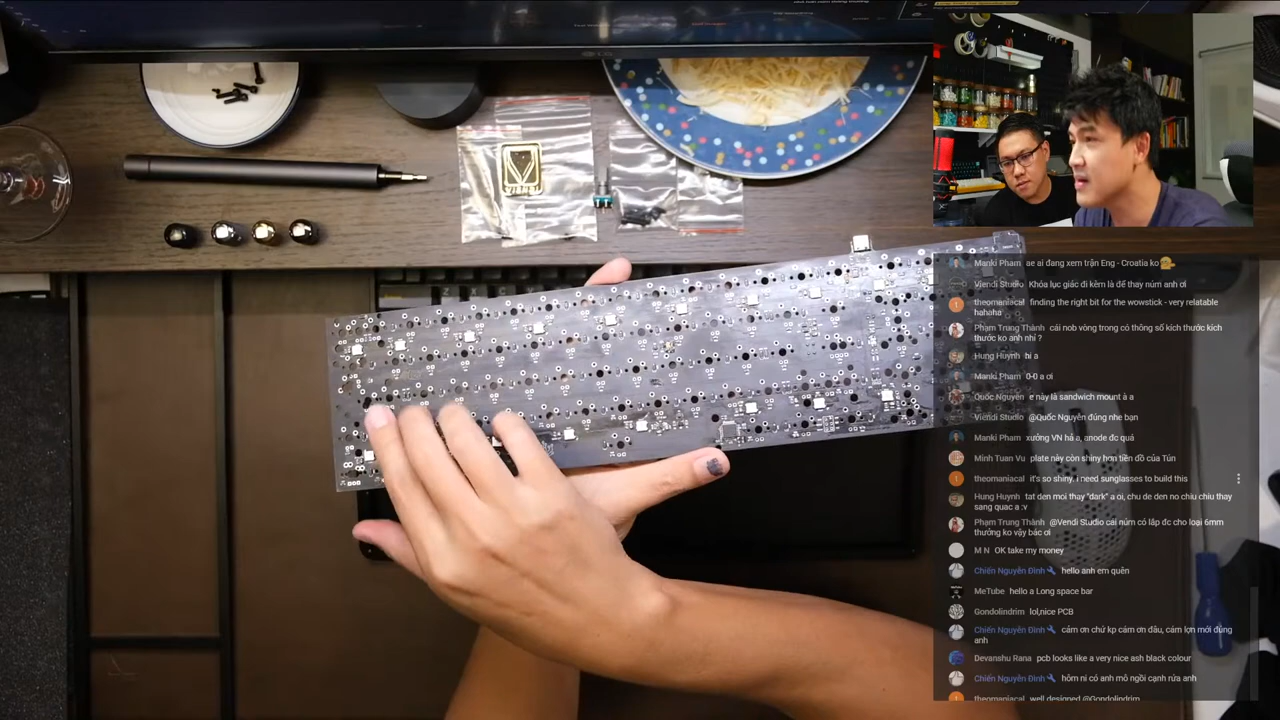 LG
VIENDI
Manki Pham ae ai đang xem trận Eng - Croatia ko
Viendi Studio Khóa lục giác đi kèm là để thay núm anh ơi
theomaniacal finding the right bit for the wowstick - very relatable
hahaha
Phạm Trung Thành cái nob vòng trong có thông số kích thước kich
thước ko anh nhỉ ?
Hung Huỳnh hi a
Manki Pham 0-0 a ơi
Quốc Nguyễn e này là sandwich mount à a
Viendi Studio @Quốc Nguyễn đúng nhe bạn
Manki Pham xưởng VN hả a, anode đc quá
Minh Tuan Vu plate này còn shiny hơn tiền đồ của Tún
theomaniacal it's so shiny. i need sunglasses to build this
Hung Huỳnh tat den moi thay "dark" a oi, chu de den no chiu chiu thay
sang quac a :v
Phạm Trung Thành @Viendi Studio cái núm có lắp đc cho loại 6mm
thường ko vậy bác ơi
M N OK take my money
Chiến Nguyễn Đình hello anh em quên
MeTube hello a Long space bar
Gondolindrim lol,nice PCB
Chiến Nguyễn Đình cảm ơn chứ kp cám ơn đâu, cám lợn mới đúng
anh
Devanshu Rana pcb looks like a very nice ash black colour
Chiến Nguyễn Đình hôm ni có anh mô ngồi cạnh rứa anh
theomaniacal well designed @Gondolindrim